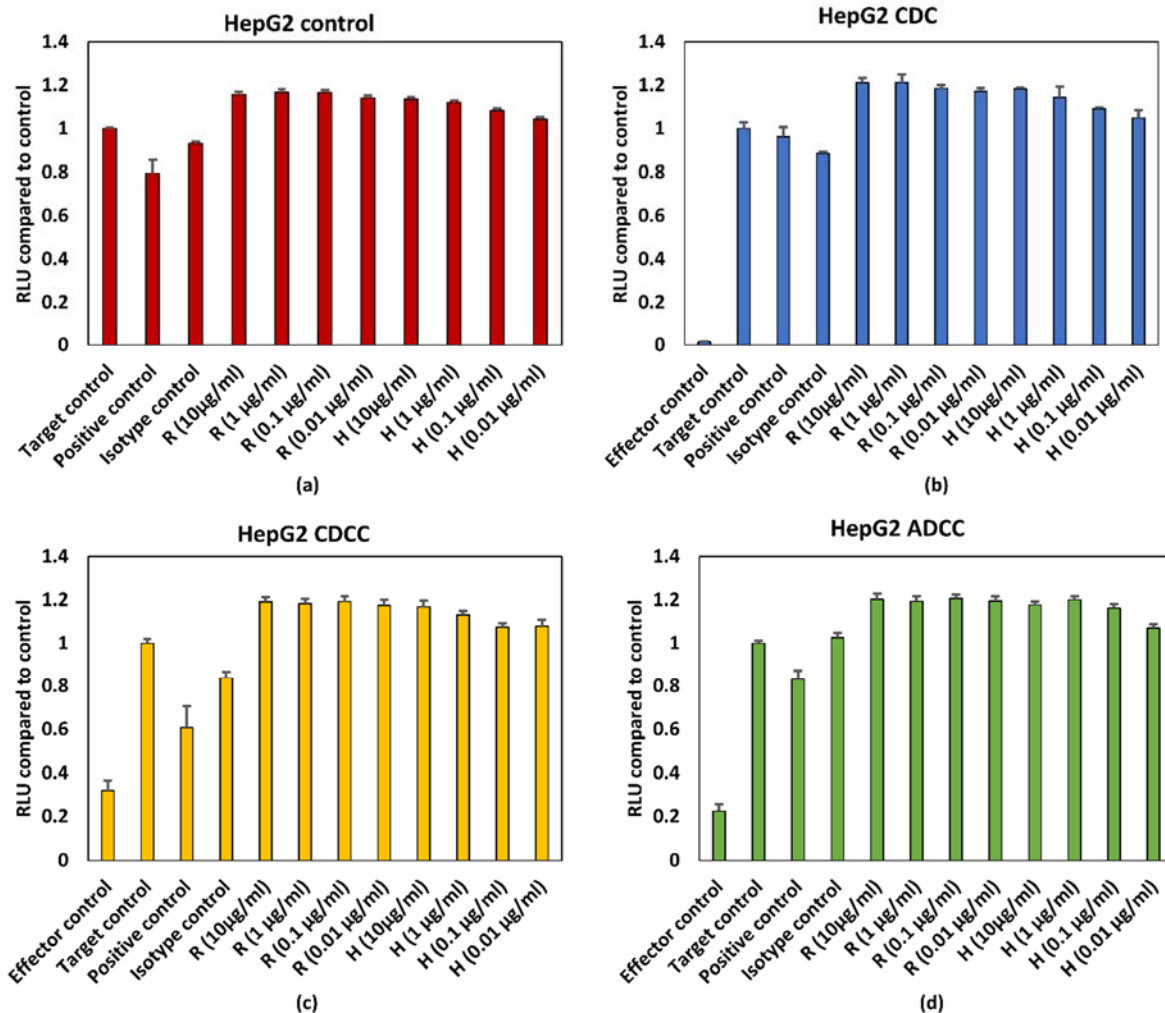 HepG2 control
RLU compared to control
1.4
1.2
1
0.8
0.6
0.4
0.2
0
Target control
Positive control
Isotype control
R (10µg/ml)
R (1 µg/ml)
R (0.1 µg/ml)
R (0.01 µg/ml)
H (10µg/ml)
H (1 µg/ml)
H (0.1 µg/ml)
H (0.01 µg/ml)
(a)
HepG2 CDC
RLU compared to control
1.4
1.2
1
0.8
0.6
0.4
0.2
0
Effector control
Target control
Positive control
Isotype control
R (10µg/ml)
R (1 µg/ml)
R (0.1 µg/ml)
R (0.01 µg/ml)
H (10µg/ml)
H (1 µg/ml)
H (0.1 µg/ml)
H (0.01 µg/ml)
(b)
HepG2 CDCC
RLU compared to control
1.4
1.2
1
0.8
0.6
0.4
0.2
0
Effector control
Target control
Positive control
Isotype control
R (10µg/ml)
R (1 µg/ml)
R (0.1 µg/ml)
R (0.01 µg/ml)
H (10µg/ml)
H (1 µg/ml)
H (0.1 µg/ml)
H (0.01 µg/ml)
(c)
HepG2 ADCC
RLU compared to control
1.4
1.2
1
0.8
0.6
0.4
0.2
0
Effector control
Target control
Positive control
Isotype control
R (10µg/ml)
R (1 µg/ml)
R (0.1 µg/ml)
R (0.01 µg/ml)
H (10µg/ml)
H (1 µg/ml)
H (0.1 µg/ml)
H (0.01 µg/ml)
(d)